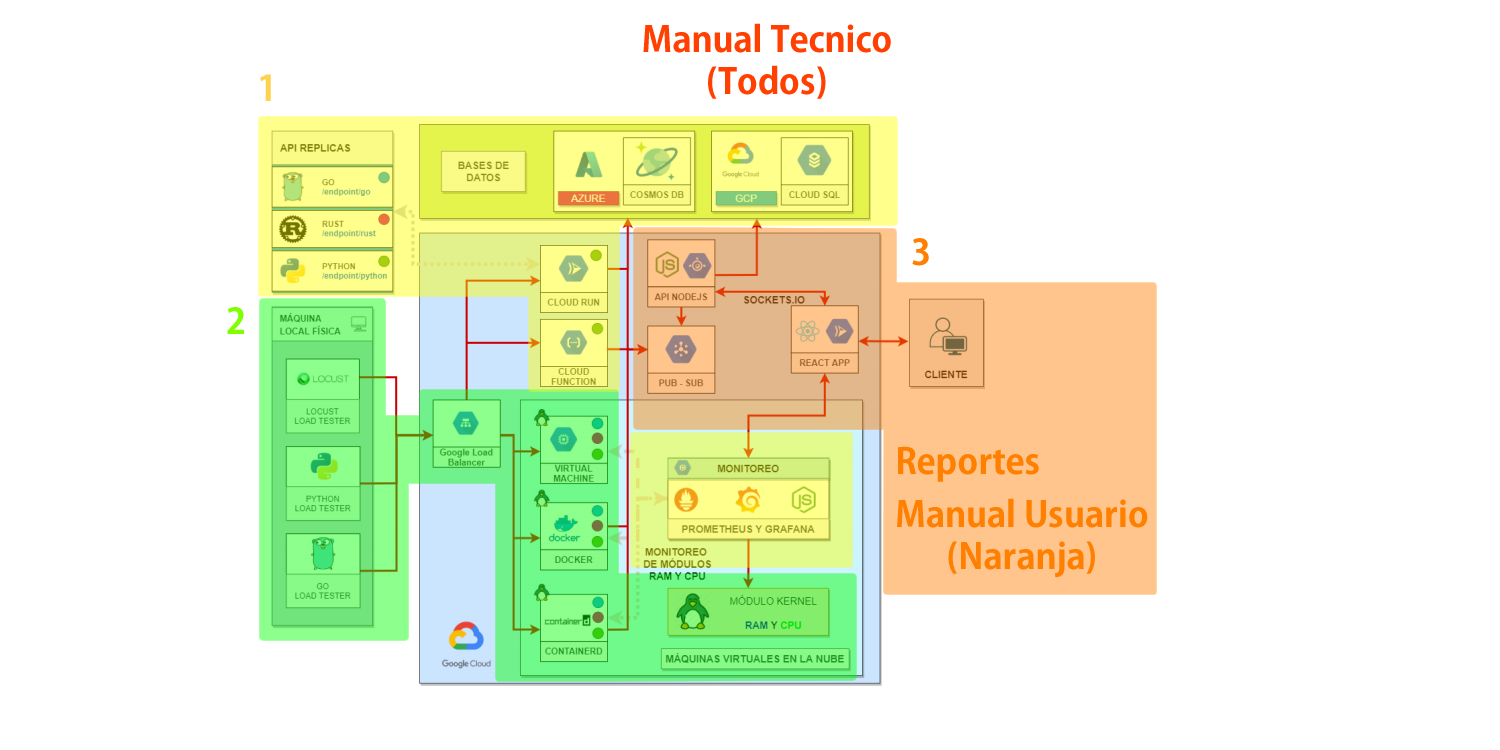 Manual Tecnico
(Todos)
1
API REPLICAS
GO
/endpoint/go
RUST
/endpoint/rust
PYTHON
/endpoint/python
BASES DE
DATOS
AZURE
COSMOS DB
Google Cloud
GCP
CLOUD SQL
2
MÁQUINA
LOCAL FÍSICA
LOCUST
LOCUST
LOAD TESTER
PYTHON
LOAD TESTER
GO
LOAD TESTER
Google Load
Balancer
CLOUD RUN
CLOUD
FUNCTION
JS
API NODEJS
PUB - SUB
SOCKETS.IO
REACT APP
3
CLIENTE
VIRTUAL
MACHINE
docker
DOCKER
containerd
CONTAINERD
MONITOREO
JS
PROMETHEUS Y GRAFANA
MONITOREO
DE MÓDULOS
RAM Y CPU
MÓDULO KERNEL
RAM Y CPU
MÁQUINAS VIRTUALES EN LA NUBE
Google Cloud
Reportes
Manual Usuario
(Naranja)